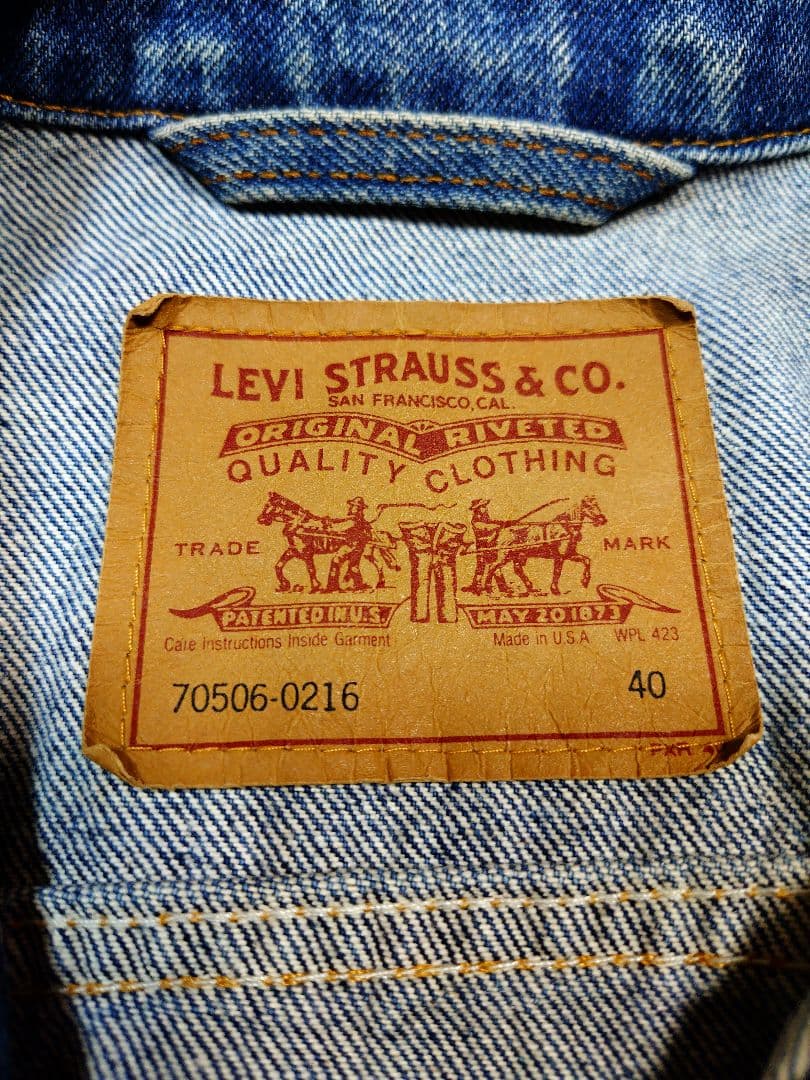 LEVI STRAUSS & CO.
SAN FRANCISCO, CAL.
ORIGINAL RIVETED
QUALITY CLOTHING
TRADE MARK
PATENTED IN U.S. MAY 20 1873
Care Instructions Inside Garment Made in U.S.A WPL 423
70506-0216 40